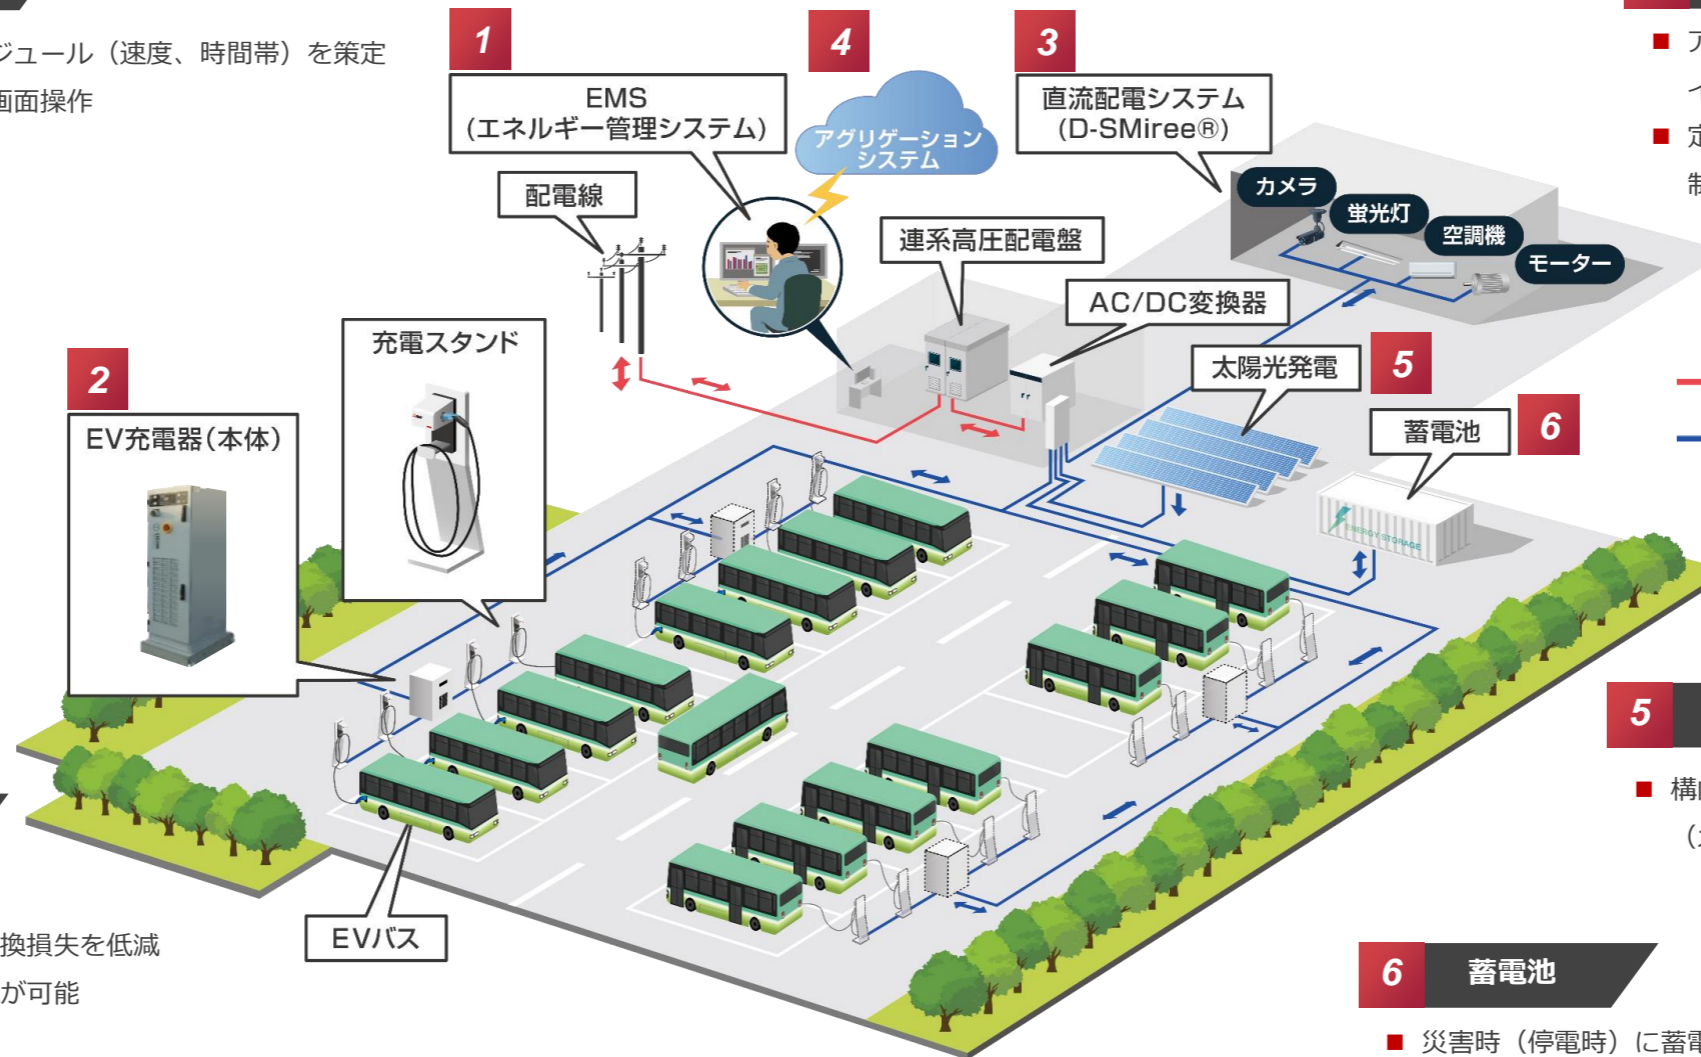 ジュール（速度、時間帯）を策定
画面操作
1
EMS
(エネルギー管理システム)
4
アグリゲーション
システム
3
直流配電システム
(D-SMiree®)
カメラ
蛍光灯
空調機
モーター
配電線
連系高圧配電盤
AC/DC変換器
太陽光発電
5
蓄電池
6
ENERGY STORAGE
充電スタンド
2
EV充電器(本体)
EVバス
換損失を低減
が可能
5
■ 構
6
蓄電池
■ 災害時（停電時）に蓄電